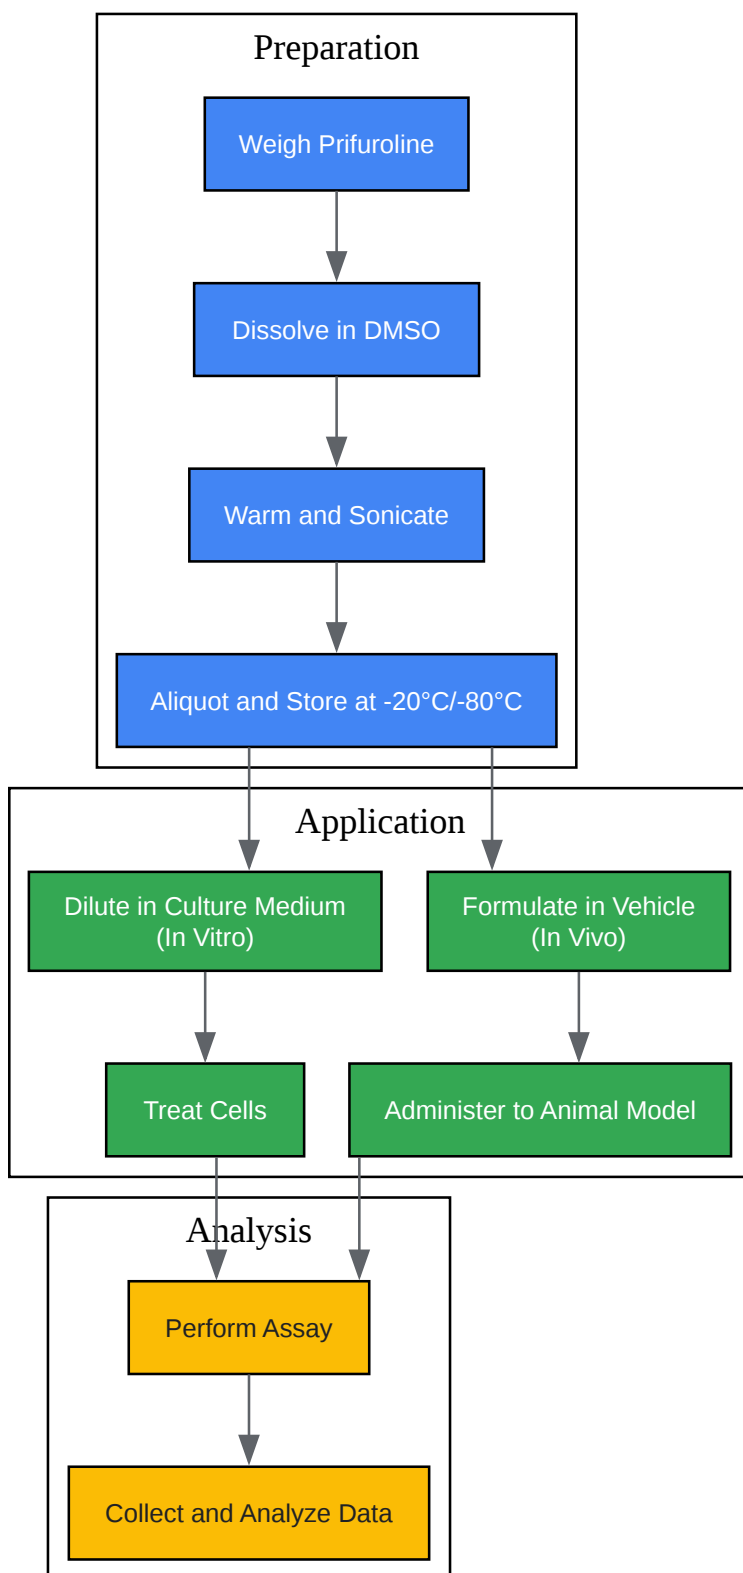 Preparation
Weigh Prifuroline
Dissolve in DMSO
Warm and Sonicate
Aliquot and Store at -20°C/-80°C
Application
Dilute in Culture Medium
(In Vitro)
Formulate in Vehicle
(In Vivo)
Treat Cells
Administer to Animal Model
Analysis
Perform Assay
Collect and Analyze Data